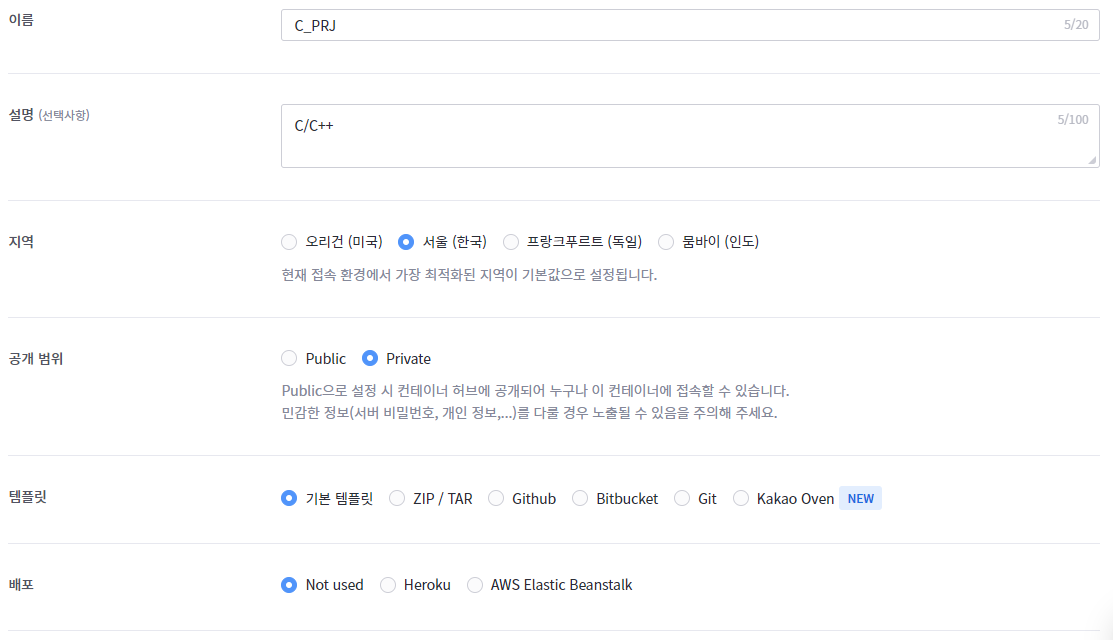 이름
C_PRJ
5/20
설명 (선택사항)
C/C++
5/100
지역
오리건 (미국) 서울 (한국) 프랑크푸르트 (독일) 뭄바이 (인도)
현재 접속 환경에서 가장 최적화된 지역이 기본값으로 설정됩니다.
공개 범위
Public Private
Public으로 설정 시 컨테이너 허브에 공개되어 누구나 이 컨테이너에 접속할 수 있습니다.
민감한 정보(서버 비밀번호, 개인 정보,...)를 다룰 경우 노출될 수 있음을 주의해 주세요.
템플릿
기본 템플릿 ZIP / TAR Github Bitbucket Git Kakao Oven NEW
배포
Not used Heroku AWS Elastic Beanstalk